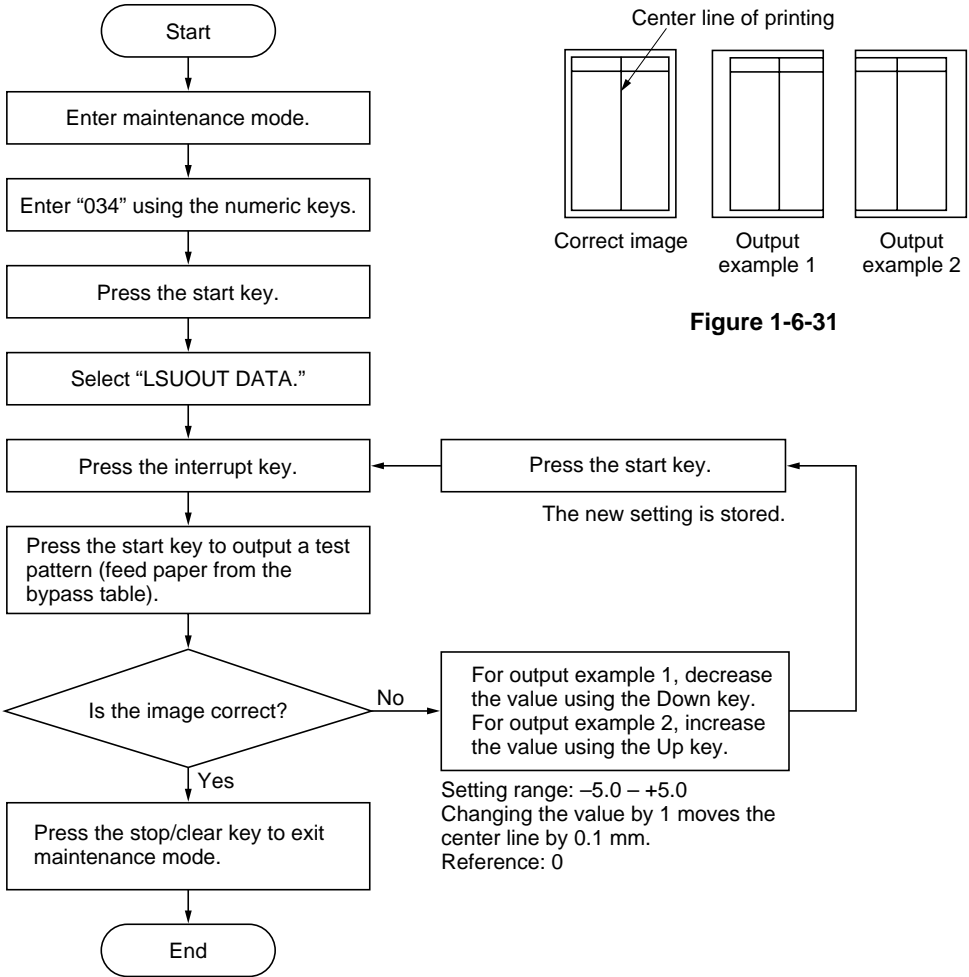 Start
Enter maintenance mode.
Enter “034” using the numeric keys.
Press the start key.
Select “LSUOUT DATA.”
Press the interrupt key.
Press the start key to output a test
pattern (feed paper from the
bypass table).
Is the image correct?
No
Yes
Press the stop/clear key to exit
maintenance mode.
End
For output example 1, decrease
the value using the Down key.
For output example 2, increase
the value using the Up key.
Setting range: –5.0 – +5.0
Changing the value by 1 moves the
center line by 0.1 mm.
Reference: 0
Press the start key.
The new setting is stored.
Center line of printing
Correct image
Output
example 1
Output
example 2
Figure 1-6-31